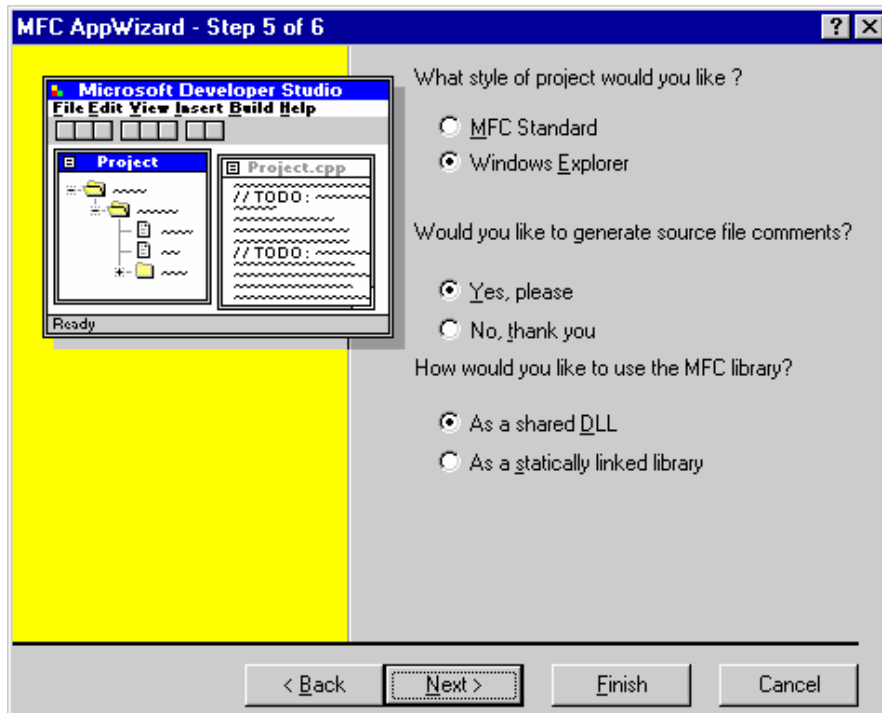 MFC AppWizard - Step 5 of 6
Microsoft Developer Studio
File Edit View Insert Build Help
Project
Project.cpp
//TODO:
//TODO:
Ready
What style of project would you like ?
MFC Standard
Windows Explorer
Would you like to generate source file comments?
Yes, please
No, thank you
How would you like to use the MFC library?
As a shared DLL
As a statically linked library
< Back Next > Finish Cancel